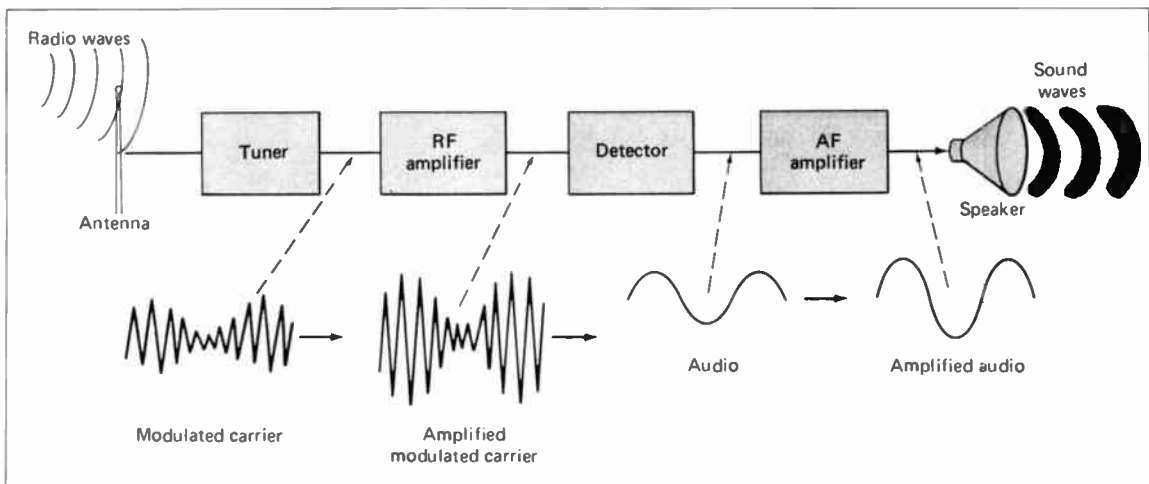 Radio waves
Sound
waves
Tuner
RF
amplifier
Detector
AF
amplifier
Antenna
Speaker
Audio
Amplified audio
Modulated carrier
Amplified
modulated carrier